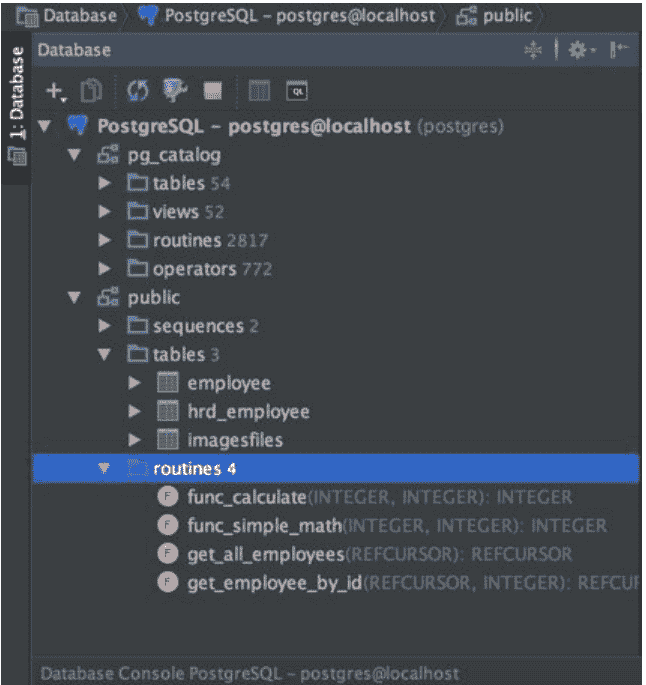 Database PostgreSQL – postgres@localhost public
1: Database
Database
QL
PostgreSQL – postgres@localhost (postgres)
pg_catalog
tables 54
views 52
routines 2817
operators 772
public
sequences 2
tables 3
employee
hrd_employee
imagesfiles
routines 4
F func_calculate(INTEGER, INTEGER): INTEGER
F func_simple_math(INTEGER, INTEGER): INTEGER
F get_all_employees(REFCURSOR): REFCURSOR
F get_employee_by_id(REFCURSOR, INTEGER): REFCUR
Database Console PostgreSQL – postgres@localhost